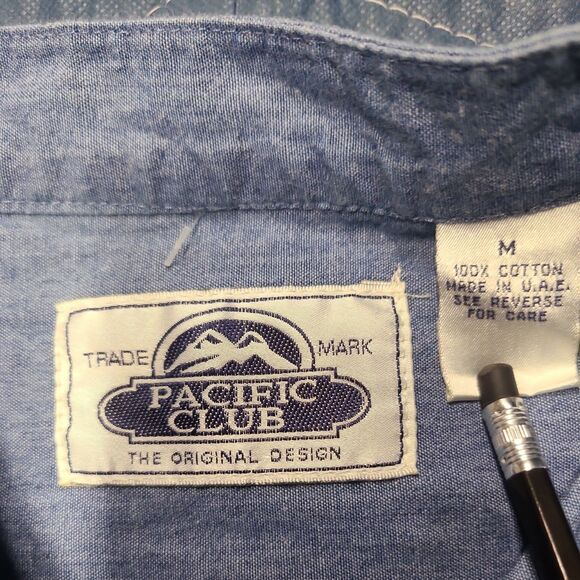 TRADE MARK
PACIFIC
CLUB
THE ORIGINAL DESIGN
M
100% COTTON
MADE IN U.A.E.
SEE REVERSE
FOR CARE